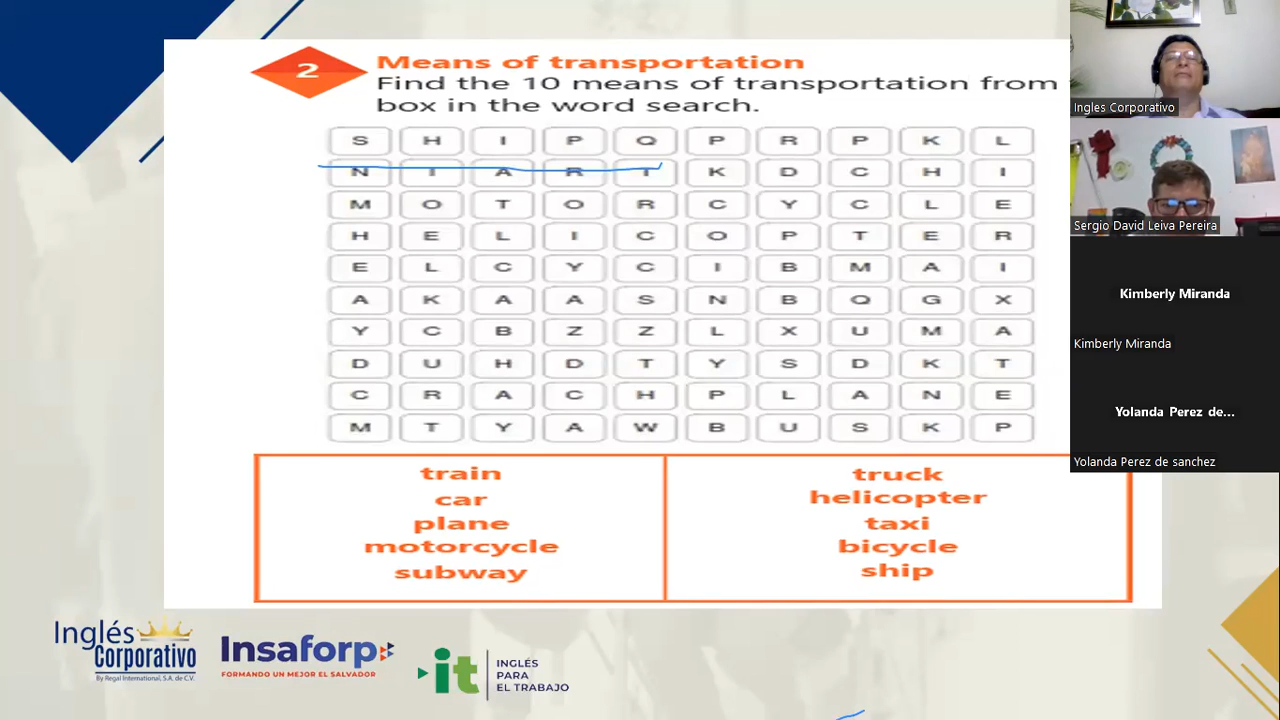 2
Means of transportation
Find the 10 means of transportation from
box in the word search.
S H I P Q P R P K L
N I A R T K D C H I
M O T O R C Y C L E
H E L I C O P T E R
E L C Y C I B M A I
A K A A S N B Q G X
Y C B Z Z L X U M A
D U H D T Y S D K T
C R A C H P L A N E
M T Y A W B U S K P
train
car
plane
motorcycle
subway
truck
helicopter
taxi
bicycle
ship
Ingles Corporativo
Sergio David Leiva Pereira
Kimberly Miranda
Kimberly Miranda
Yolanda Perez de...
Yolanda Perez de sanchez
Inglés
Corporativo
By Regal International, S.A. de C.V.
Insaforp
FORMANDO UN MEJOR EL SALVADOR
it
INGLÉS
PARA
EL TRABAJO